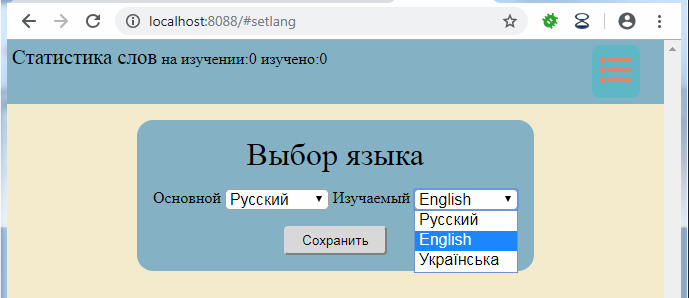 localhost:8088/#setlang
Статистика слов на изучении:0 изучено:0
Выбор языка
Основной Русский Изучаемый English
Русский
English
Українська
Сохранить